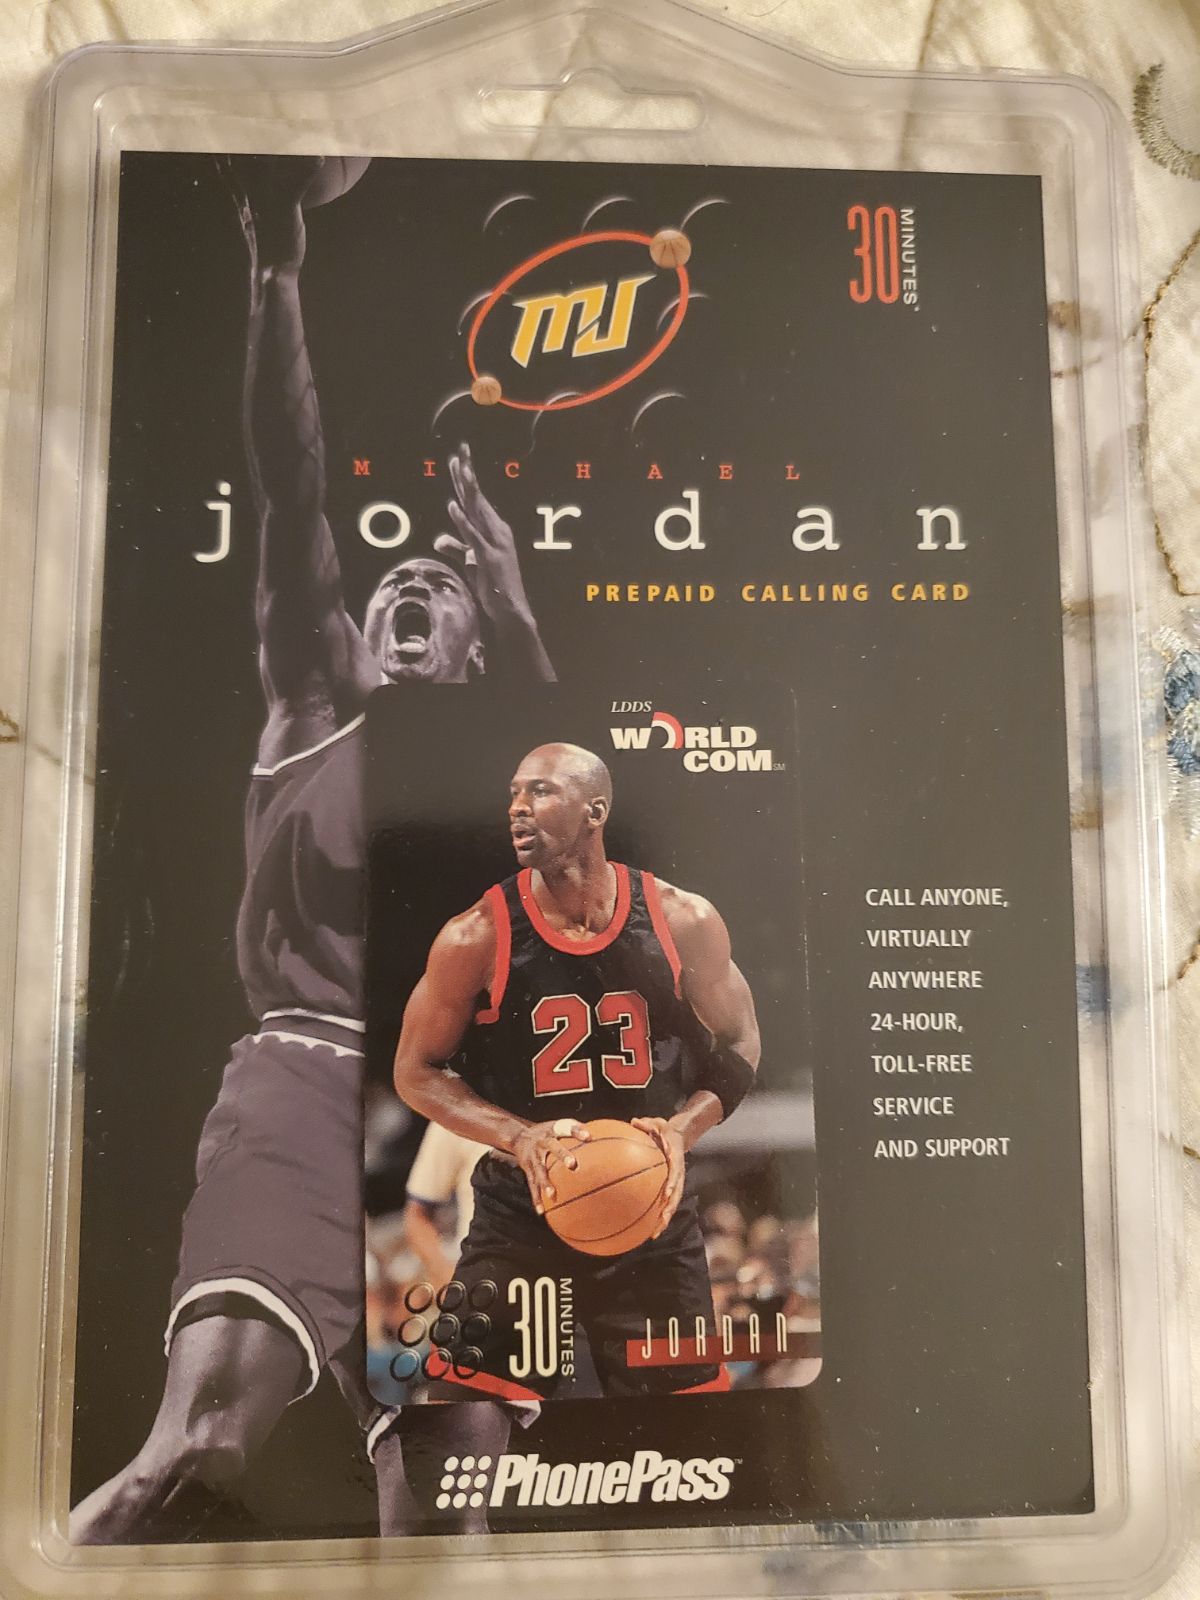 MJ
30
MINUTES*
MICHAEL
jordan
PREPAID CALLING CARD
LDDS
WORLD
COM SM
23
CALL ANYONE,
VIRTUALLY
ANYWHERE
24-HOUR,
TOLL-FREE
SERVICE
AND SUPPORT
30
MINUTES*
JORDAN
PhonePass™